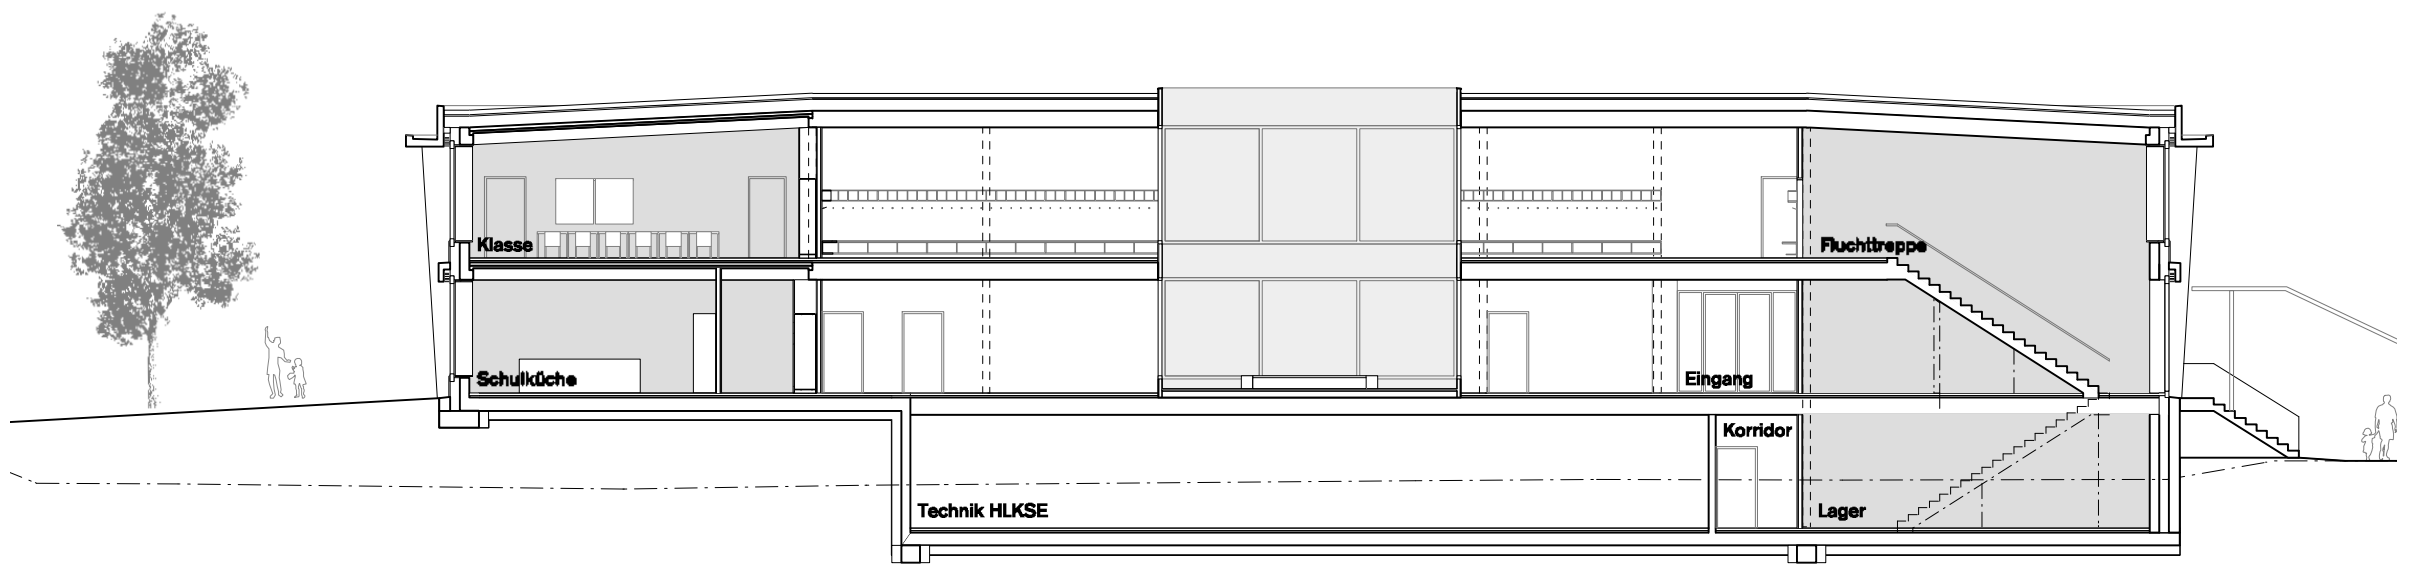 Klasse
Fluchttreppe
Schulküche
Eingang
Korridor
Technik HLKSE
Lager